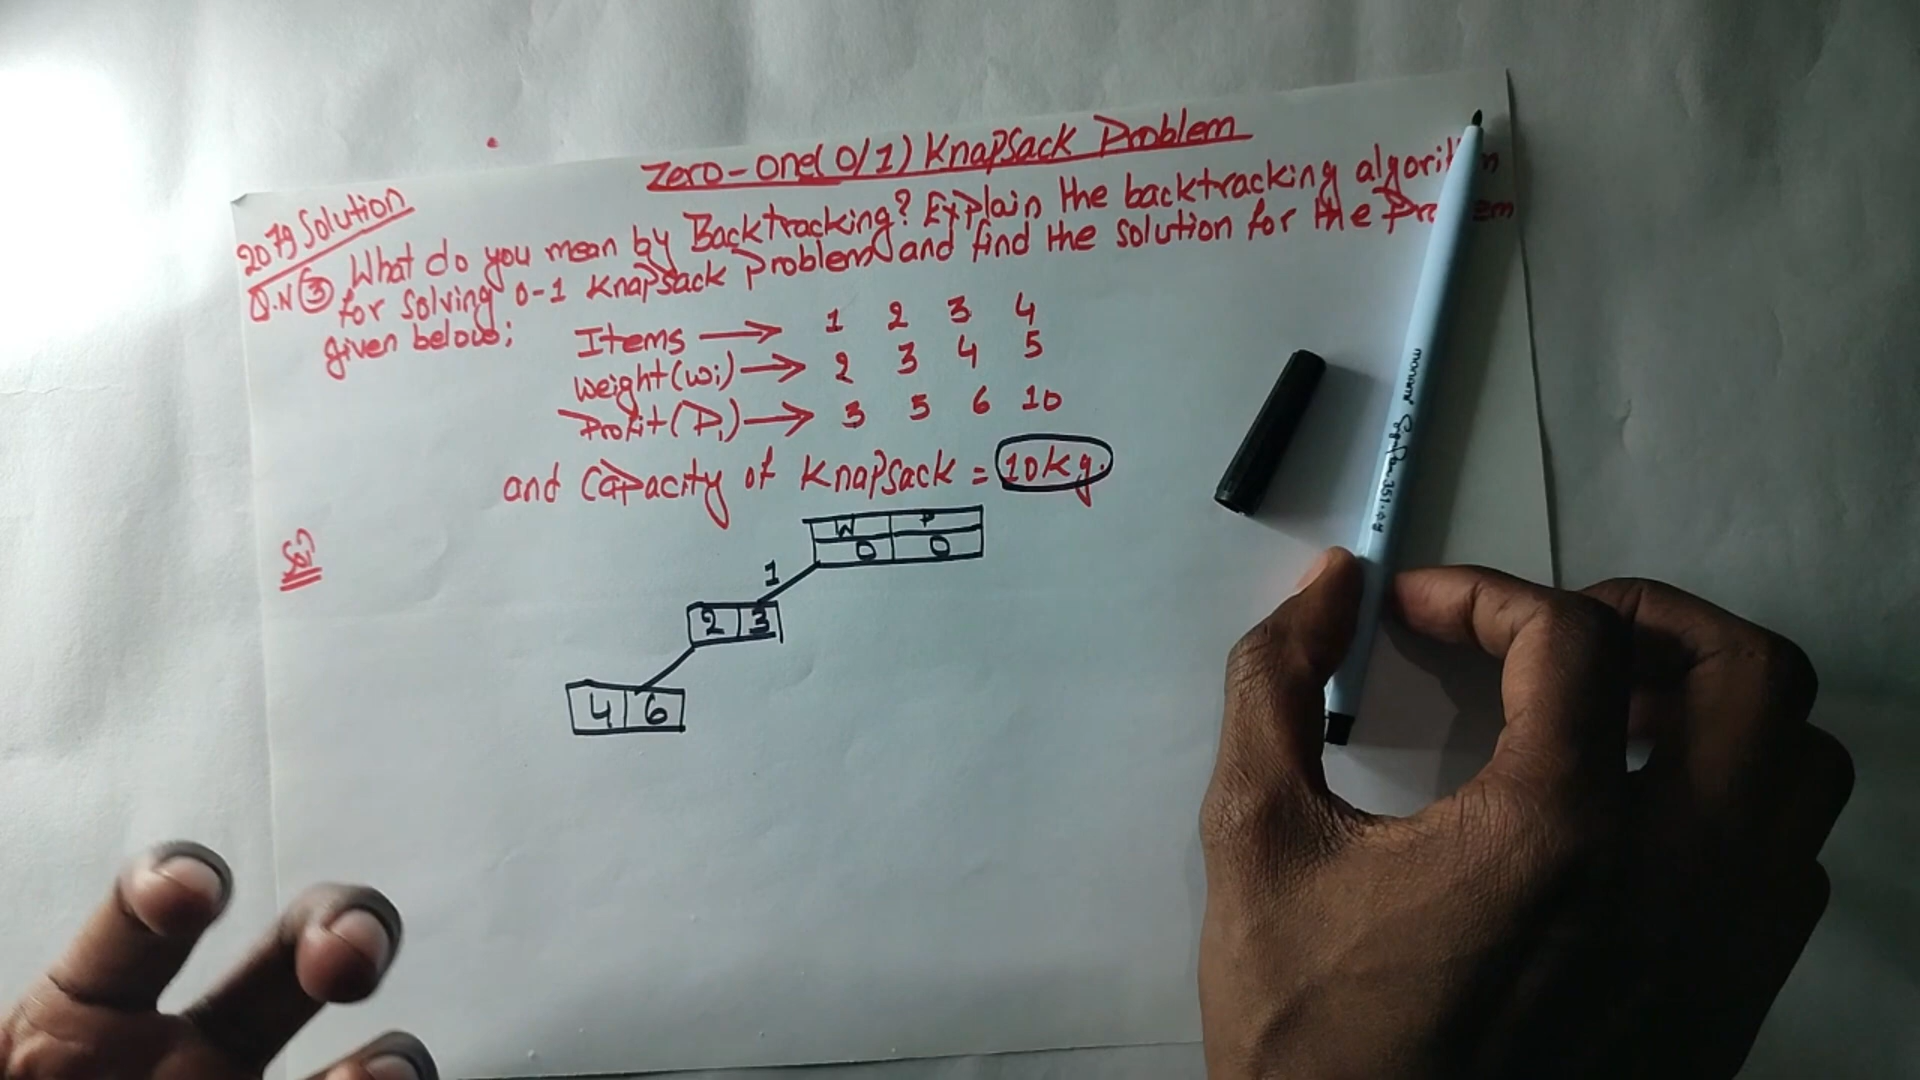 Zero-one(0/1) Knapsack Problem
2079 Solution
Q.N 3 What do you mean by Backtracking? Explain the backtracking
for solving 0-1 Knapsack Problem and find the solution for the
given below;
Items → 1 2 3 4
Weight(Wi) → 2 3 4 5
Profit(Pi) → 3 5 6 10
and Capacity of Knapsack = 10kg.
Sol
W P
0 0
1
2 3
4 6